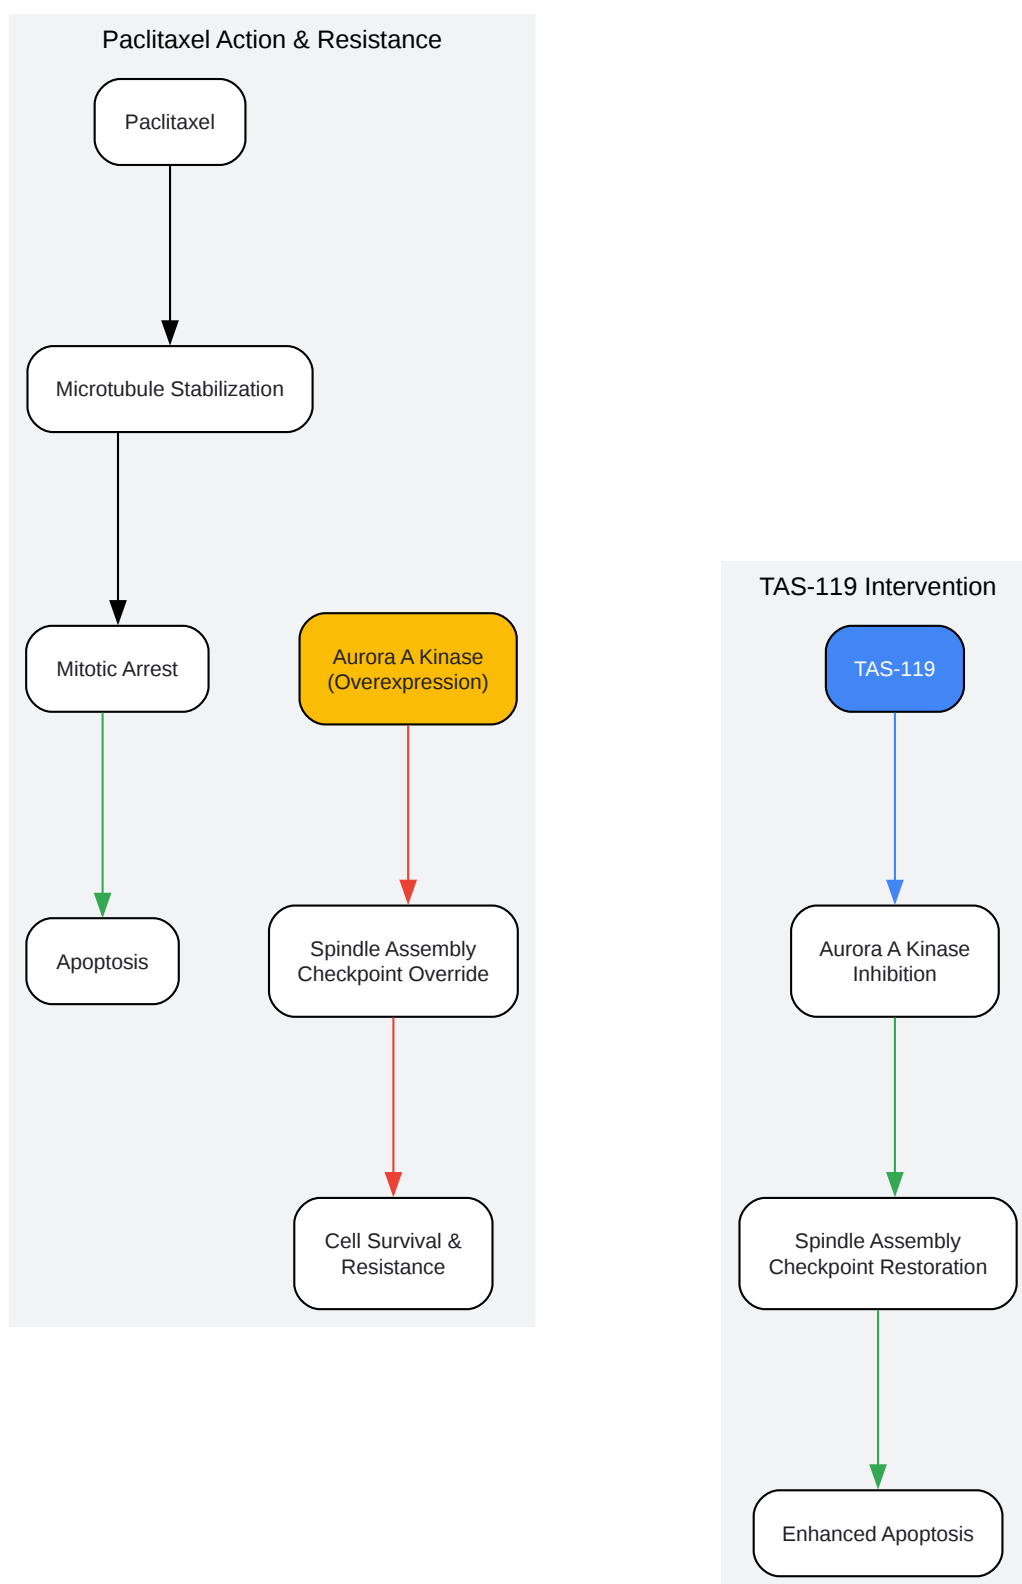 Paclitaxel Action & Resistance
Paclitaxel
Microtubule Stabilization
Mitotic Arrest
Aurora A Kinase
(Overexpression)
Apoptosis
Spindle Assembly
Checkpoint Override
Cell Survival &
Resistance
TAS-119 Intervention
TAS-119
Aurora A Kinase
Inhibition
Spindle Assembly
Checkpoint Restoration
Enhanced Apoptosis